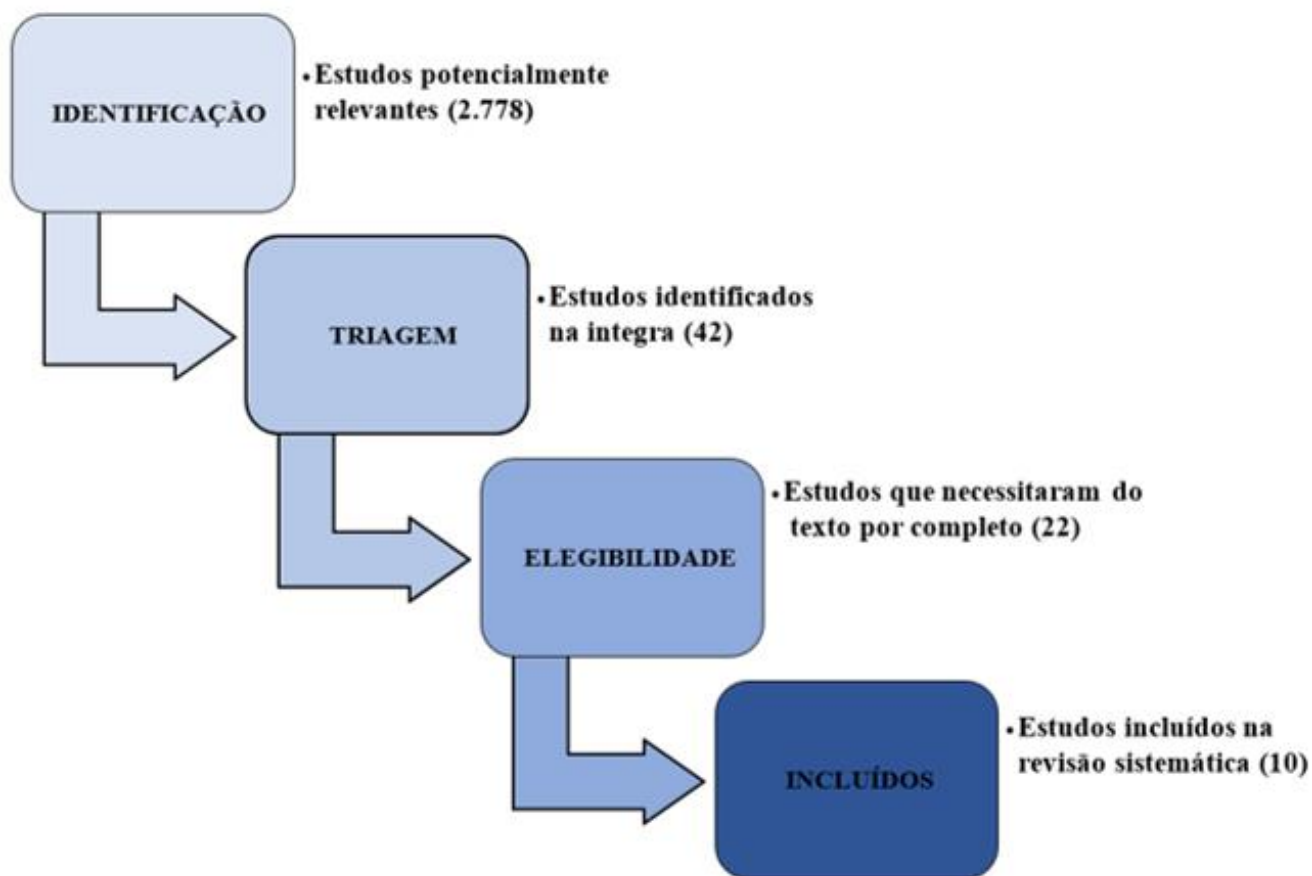 IDENTIFICAÇÃO
•Estudos potencialmente
relevantes (2.778)
TRIAGEM
•Estudos identificados
na integra (42)
ELEGIBILIDADE
•Estudos que necessitaram do
texto por completo (22)
INCLUÍDOS
•Estudos incluídos na
revisão sistemática (10)